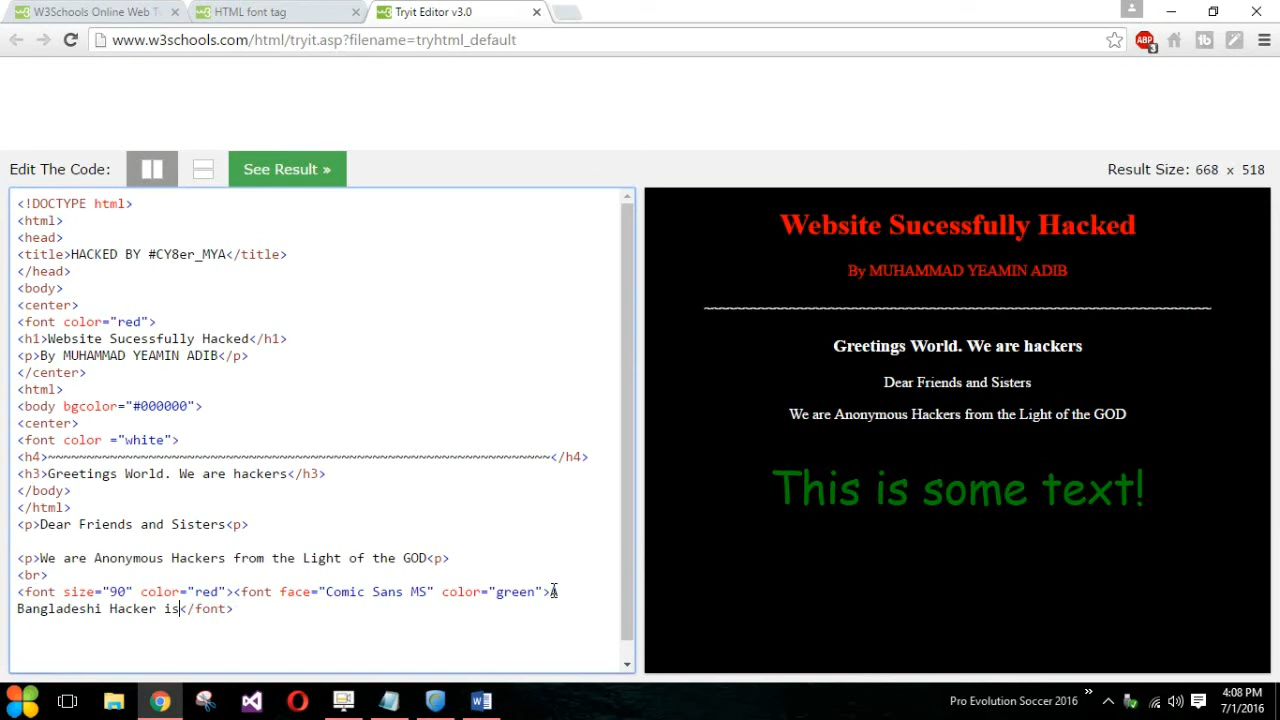 W3Schools Online Web T
HTML font tag
Tryit Editor v3.0
www.w3schools.com/html/tryit.asp?filename=tryhtml_default
ABP
3
tb
Edit The Code:
See Result »
Result Size: 668 x 518
<!DOCTYPE html>
<html>
<head>
<title>HACKED BY #CY8er_MYA</title>
</head>
<body>
<center>
<font color="red">
<h1>Website Sucessfully Hacked</h1>
<p>By MUHAMMAD YEAMIN ADIB</p>
</center>
<html>
<body bgcolor="#000000">
<center>
<font color ="white">
<h4>~~~~~~~~~~~~~~~~~~~~~~~~~~~~~~~~~~~~~~~~~~~~~~~~~~~~~~~~~~~~~~~~~</h4>
<h3>Greetings World. We are hackers</h3>
</body>
</html>
<p>Dear Friends and Sisters<p>
<p>We are Anonymous Hackers from the Light of the GOD<p>
<br>
<font size="90" color="red"><font face="Comic Sans MS" color="green">A
Bangladeshi Hacker is</font>
Website Sucessfully Hacked
By MUHAMMAD YEAMIN ADIB
~~~~~~~~~~~~~~~~~~~~~~~~~~~~~~~~~~~~~~~~~~~~~~~~~~~~~~~~~~~~~~~~~
Greetings World. We are hackers
Dear Friends and Sisters
We are Anonymous Hackers from the Light of the GOD
This is some text!
Pro Evolution Soccer 2016
4:08 PM
7/1/2016